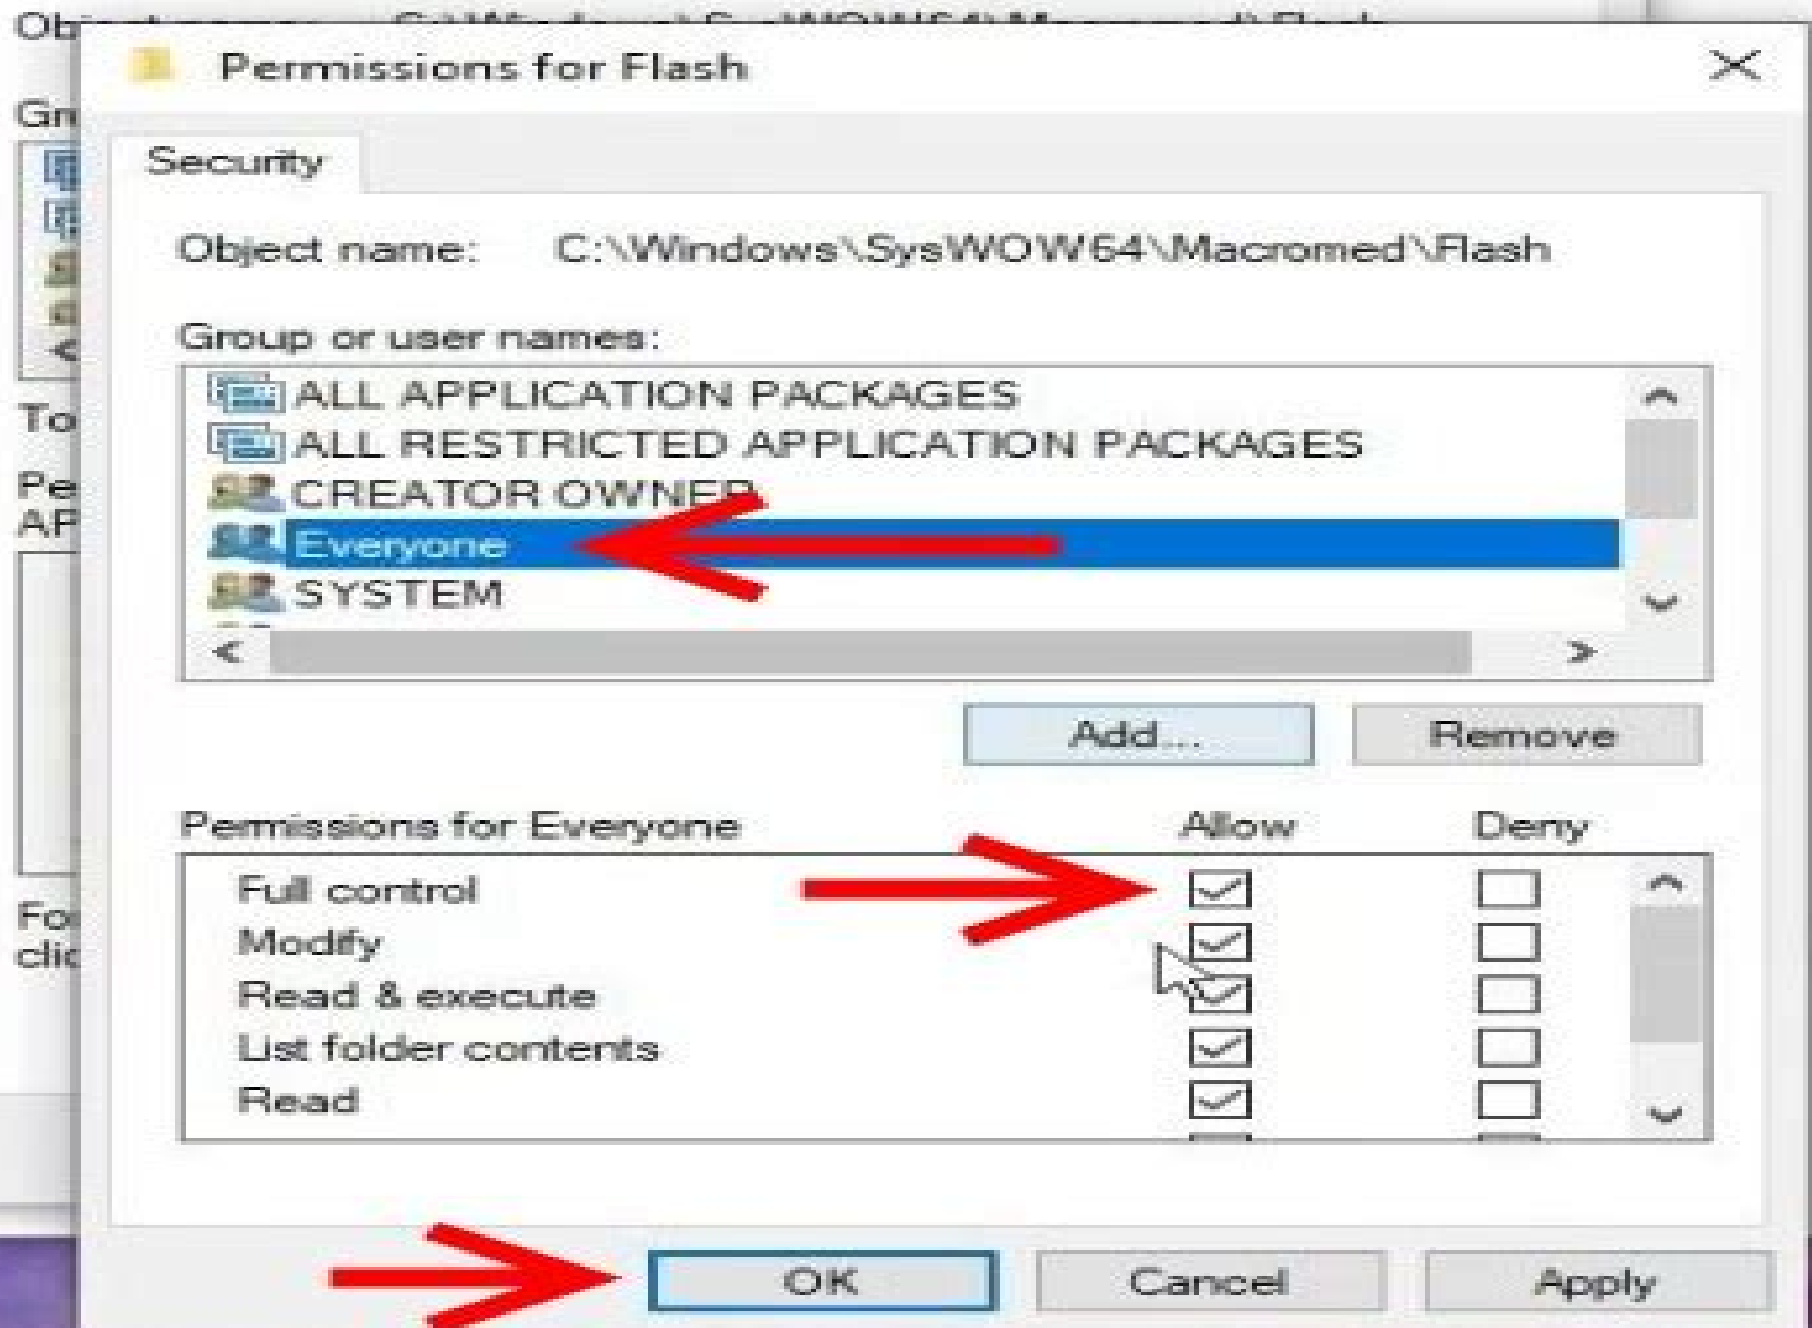 Permissions for Flash
Security
Object name: C:\Windows\SysWOW64\Macromed\Flash
Group or user names:
ALL APPLICATION PACKAGES
ALL RESTRICTED APPLICATION PACKAGES
CREATOR OWNER
Everyone
SYSTEM
Add... Remove
Permissions for Everyone Allow Deny
Full control
Modify
Read & execute
List folder contents
Read
OK Cancel Apply